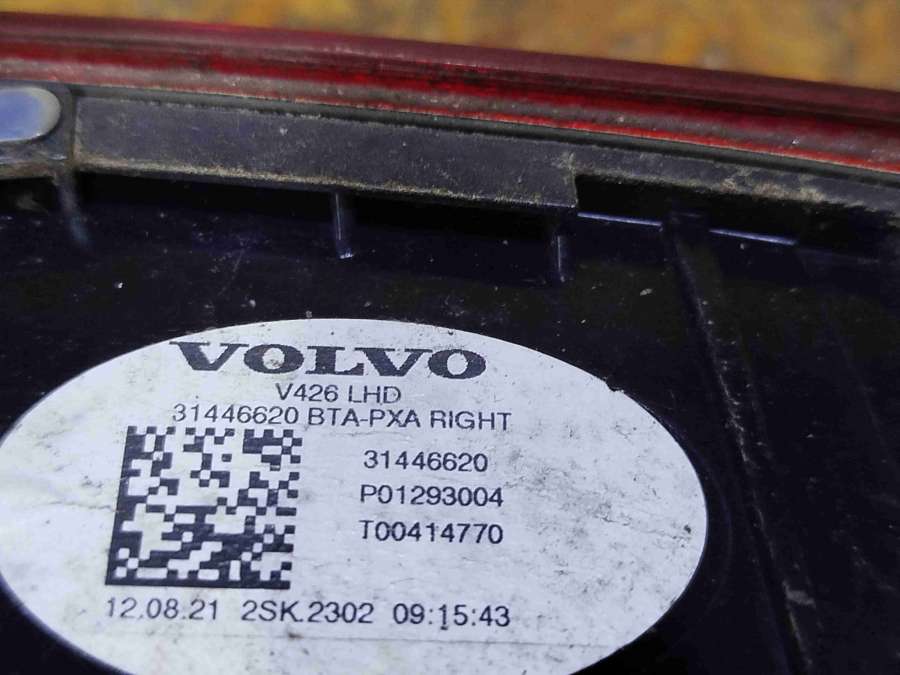 VOLVO
V426 LHD
31446620 BTA-PXA RIGHT
31446620
P01293004
T00414770
12.08.21 2SK.2302 09:15:43